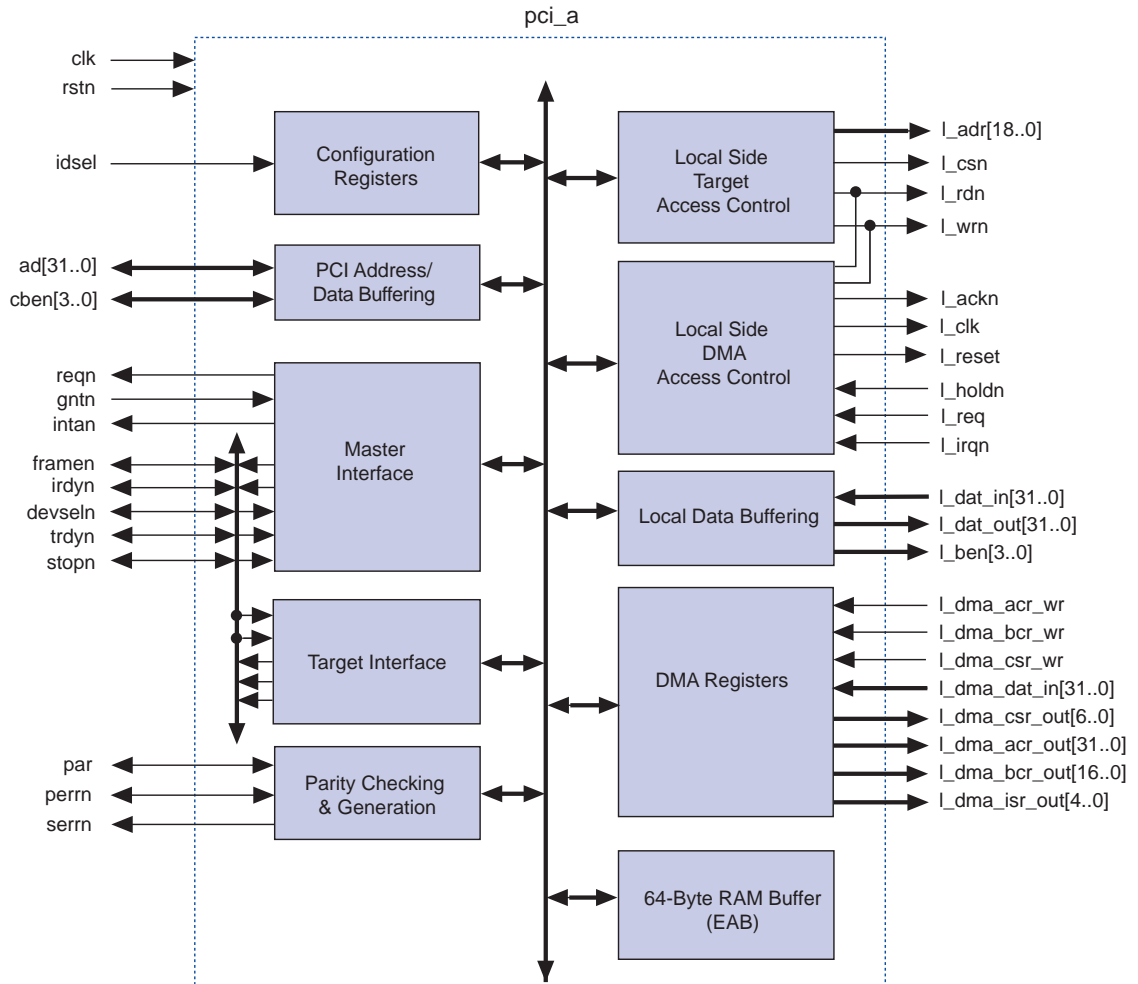 pci_a
clk
rstn
idsel
ad[31..0]
cben[3..0]
reqn
gntn
intan
framen
irdyn
devseln
trdyn
stopn
par
perrn
serrn
Configuration
Registers
PCI Address/
Data Buffering
Master
Interface
Target Interface
Parity Checking
& Generation
Local Side
Target
Access Control
Local Side
DMA
Access Control
Local Data Buffering
DMA Registers
64-Byte RAM Buffer
(EAB)
l_adr[18..0]
l_csn
l_rdn
l_wrn
l_ackn
l_clk
l_reset
l_holdn
l_req
l_irqn
l_dat_in[31..0]
l_dat_out[31..0]
l_ben[3..0]
l_dma_acr_wr
l_dma_bcr_wr
l_dma_csr_wr
l_dma_dat_in[31..0]
l_dma_csr_out[6..0]
l_dma_acr_out[31..0]
l_dma_bcr_out[16..0]
l_dma_isr_out[4..0]